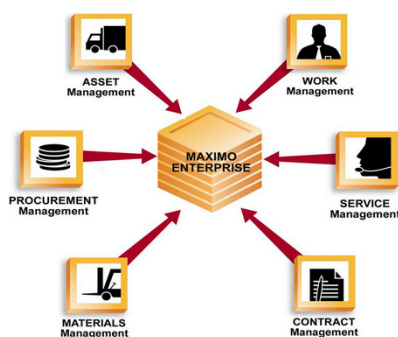 ASSET
Management
WORK
Management
MAXIMO
ENTERPRISE
PROCUREMENT
Management
SERVICE
Management
MATERIALS
Management
CONTRACT
Management